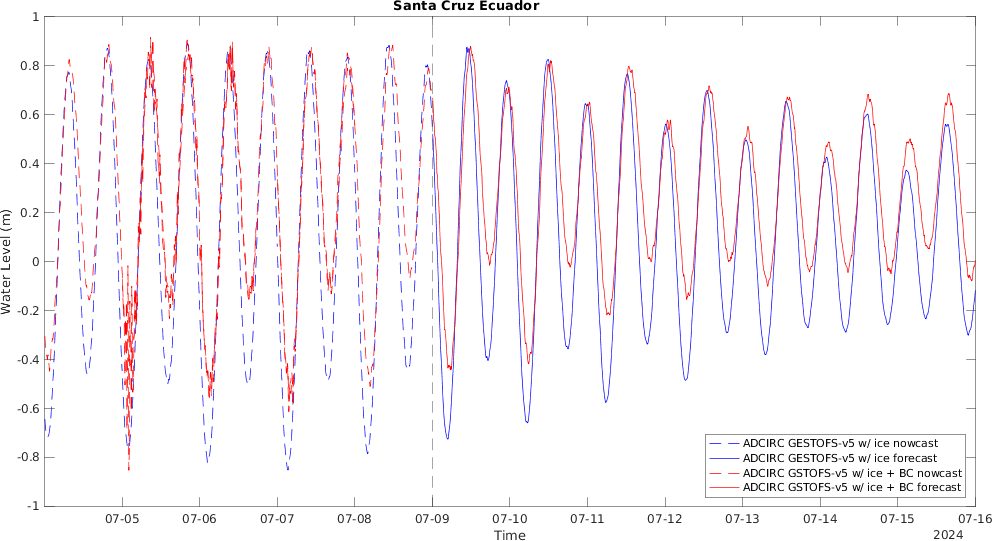 Santa Cruz Ecuador
1
0.8
0.6
0.4
0.2
0
-0.2
-0.4
-0.6
-0.8
-1
Water Level (m)
ADCIRC GESTOFS-v5 w/ ice nowcast
ADCIRC GESTOFS-v5 w/ ice forecast
ADCIRC GSTOFS-v5 w/ ice + BC nowcast
ADCIRC GSTOFS-v5 w/ ice + BC forecast
07-05 07-06 07-07 07-08 07-09 07-10 07-11 07-12 07-13 07-14 07-15 07-16
Time
2024